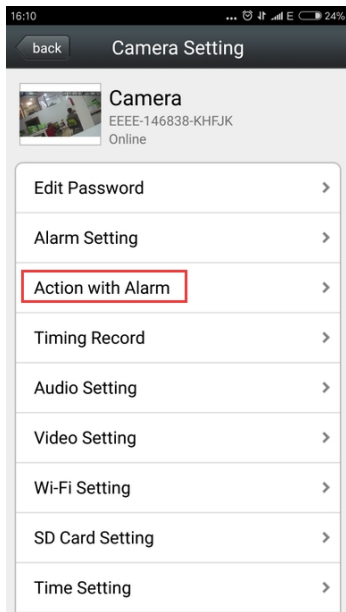 16:10
... E 24%
back
Camera Setting
Camera
EEEE-146838-KHFJK
Online
Edit Password
Alarm Setting
Action with Alarm
Timing Record
Audio Setting
Video Setting
Wi-Fi Setting
SD Card Setting
Time Setting